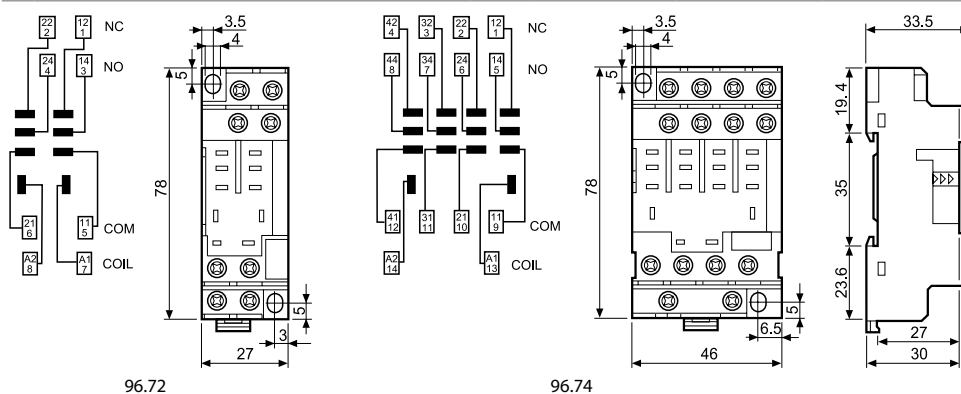 22 12 NC
2 1
24 14 NO
4 3
21 11 COM
6 5
A2 A1 COIL
8 7
3.5
4
5
78
5
3
27
96.72
42 32 22 12 NC
4 3 2 1
44 34 24 14 NO
8 7 6 5
41 31 21 11 COM
12 11 10 9
A2 A1 COIL
14 13
3.5
4
5
78
5
6.5
46
96.74
33.5
19.4
35
23.6
27
30